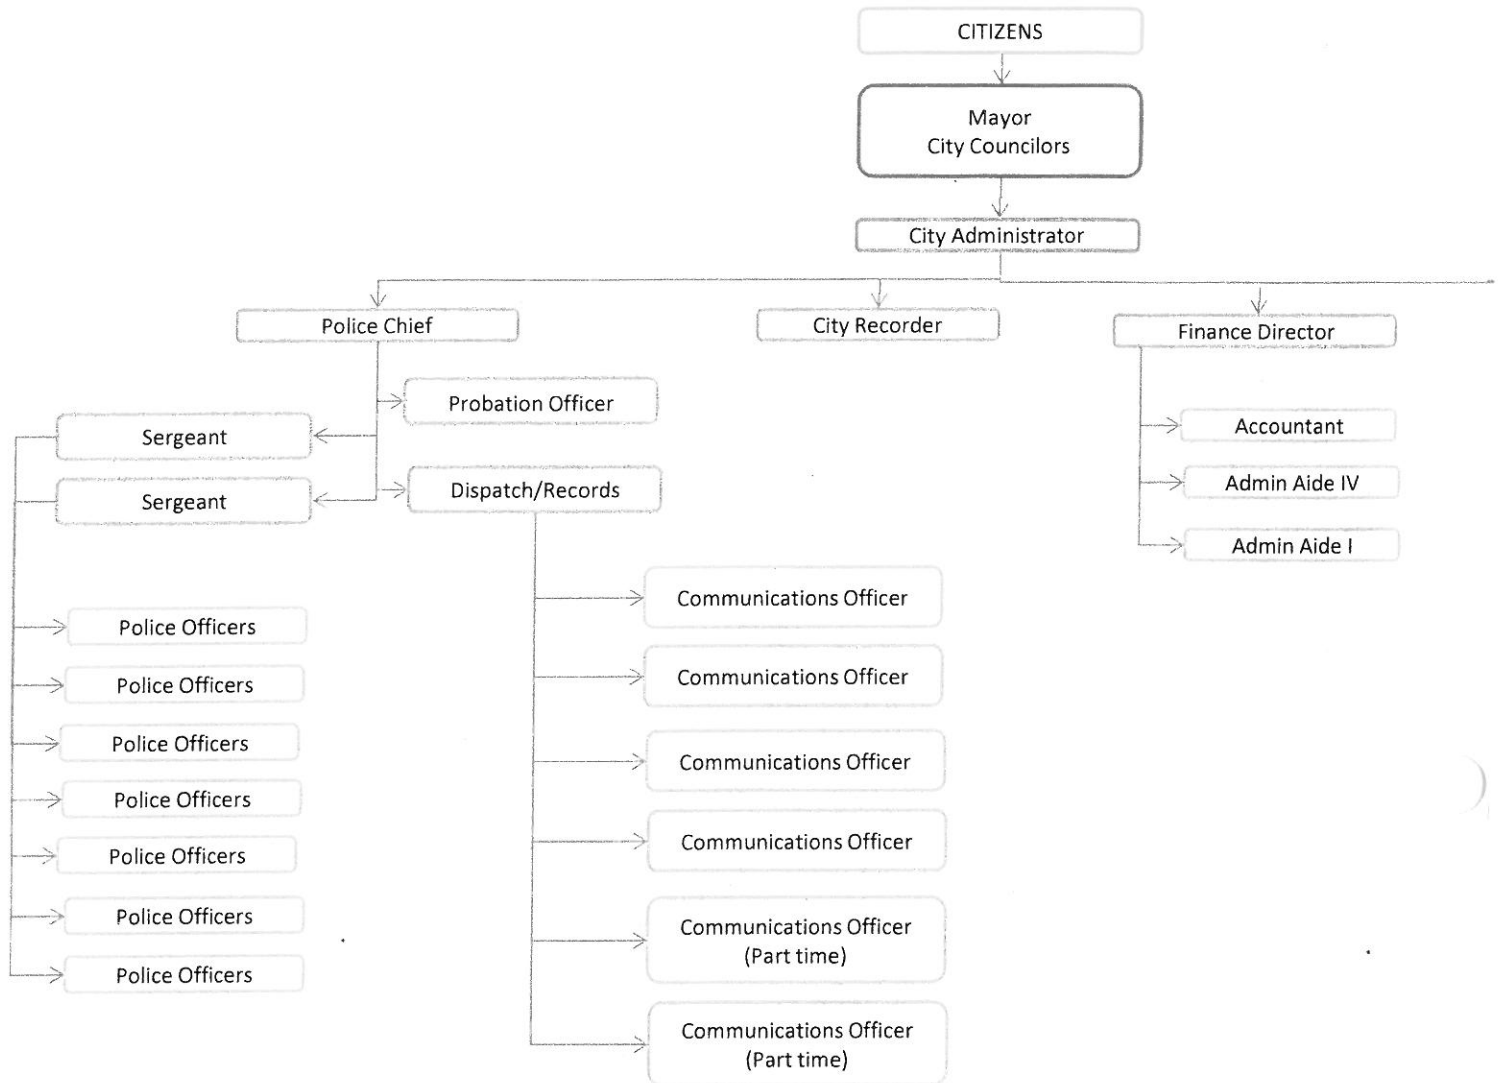 CITIZENS
Mayor
City Councilors
City Administrator
Police Chief
City Recorder
Finance Director
Probation Officer
Sergeant
Sergeant
Dispatch/Records
Accountant
Admin Aide IV
Admin Aide I
Communications Officer
Communications Officer
Communications Officer
Communications Officer
Communications Officer
(Part time)
Communications Officer
(Part time)
Police Officers
Police Officers
Police Officers
Police Officers
Police Officers
Police Officers
Police Officers